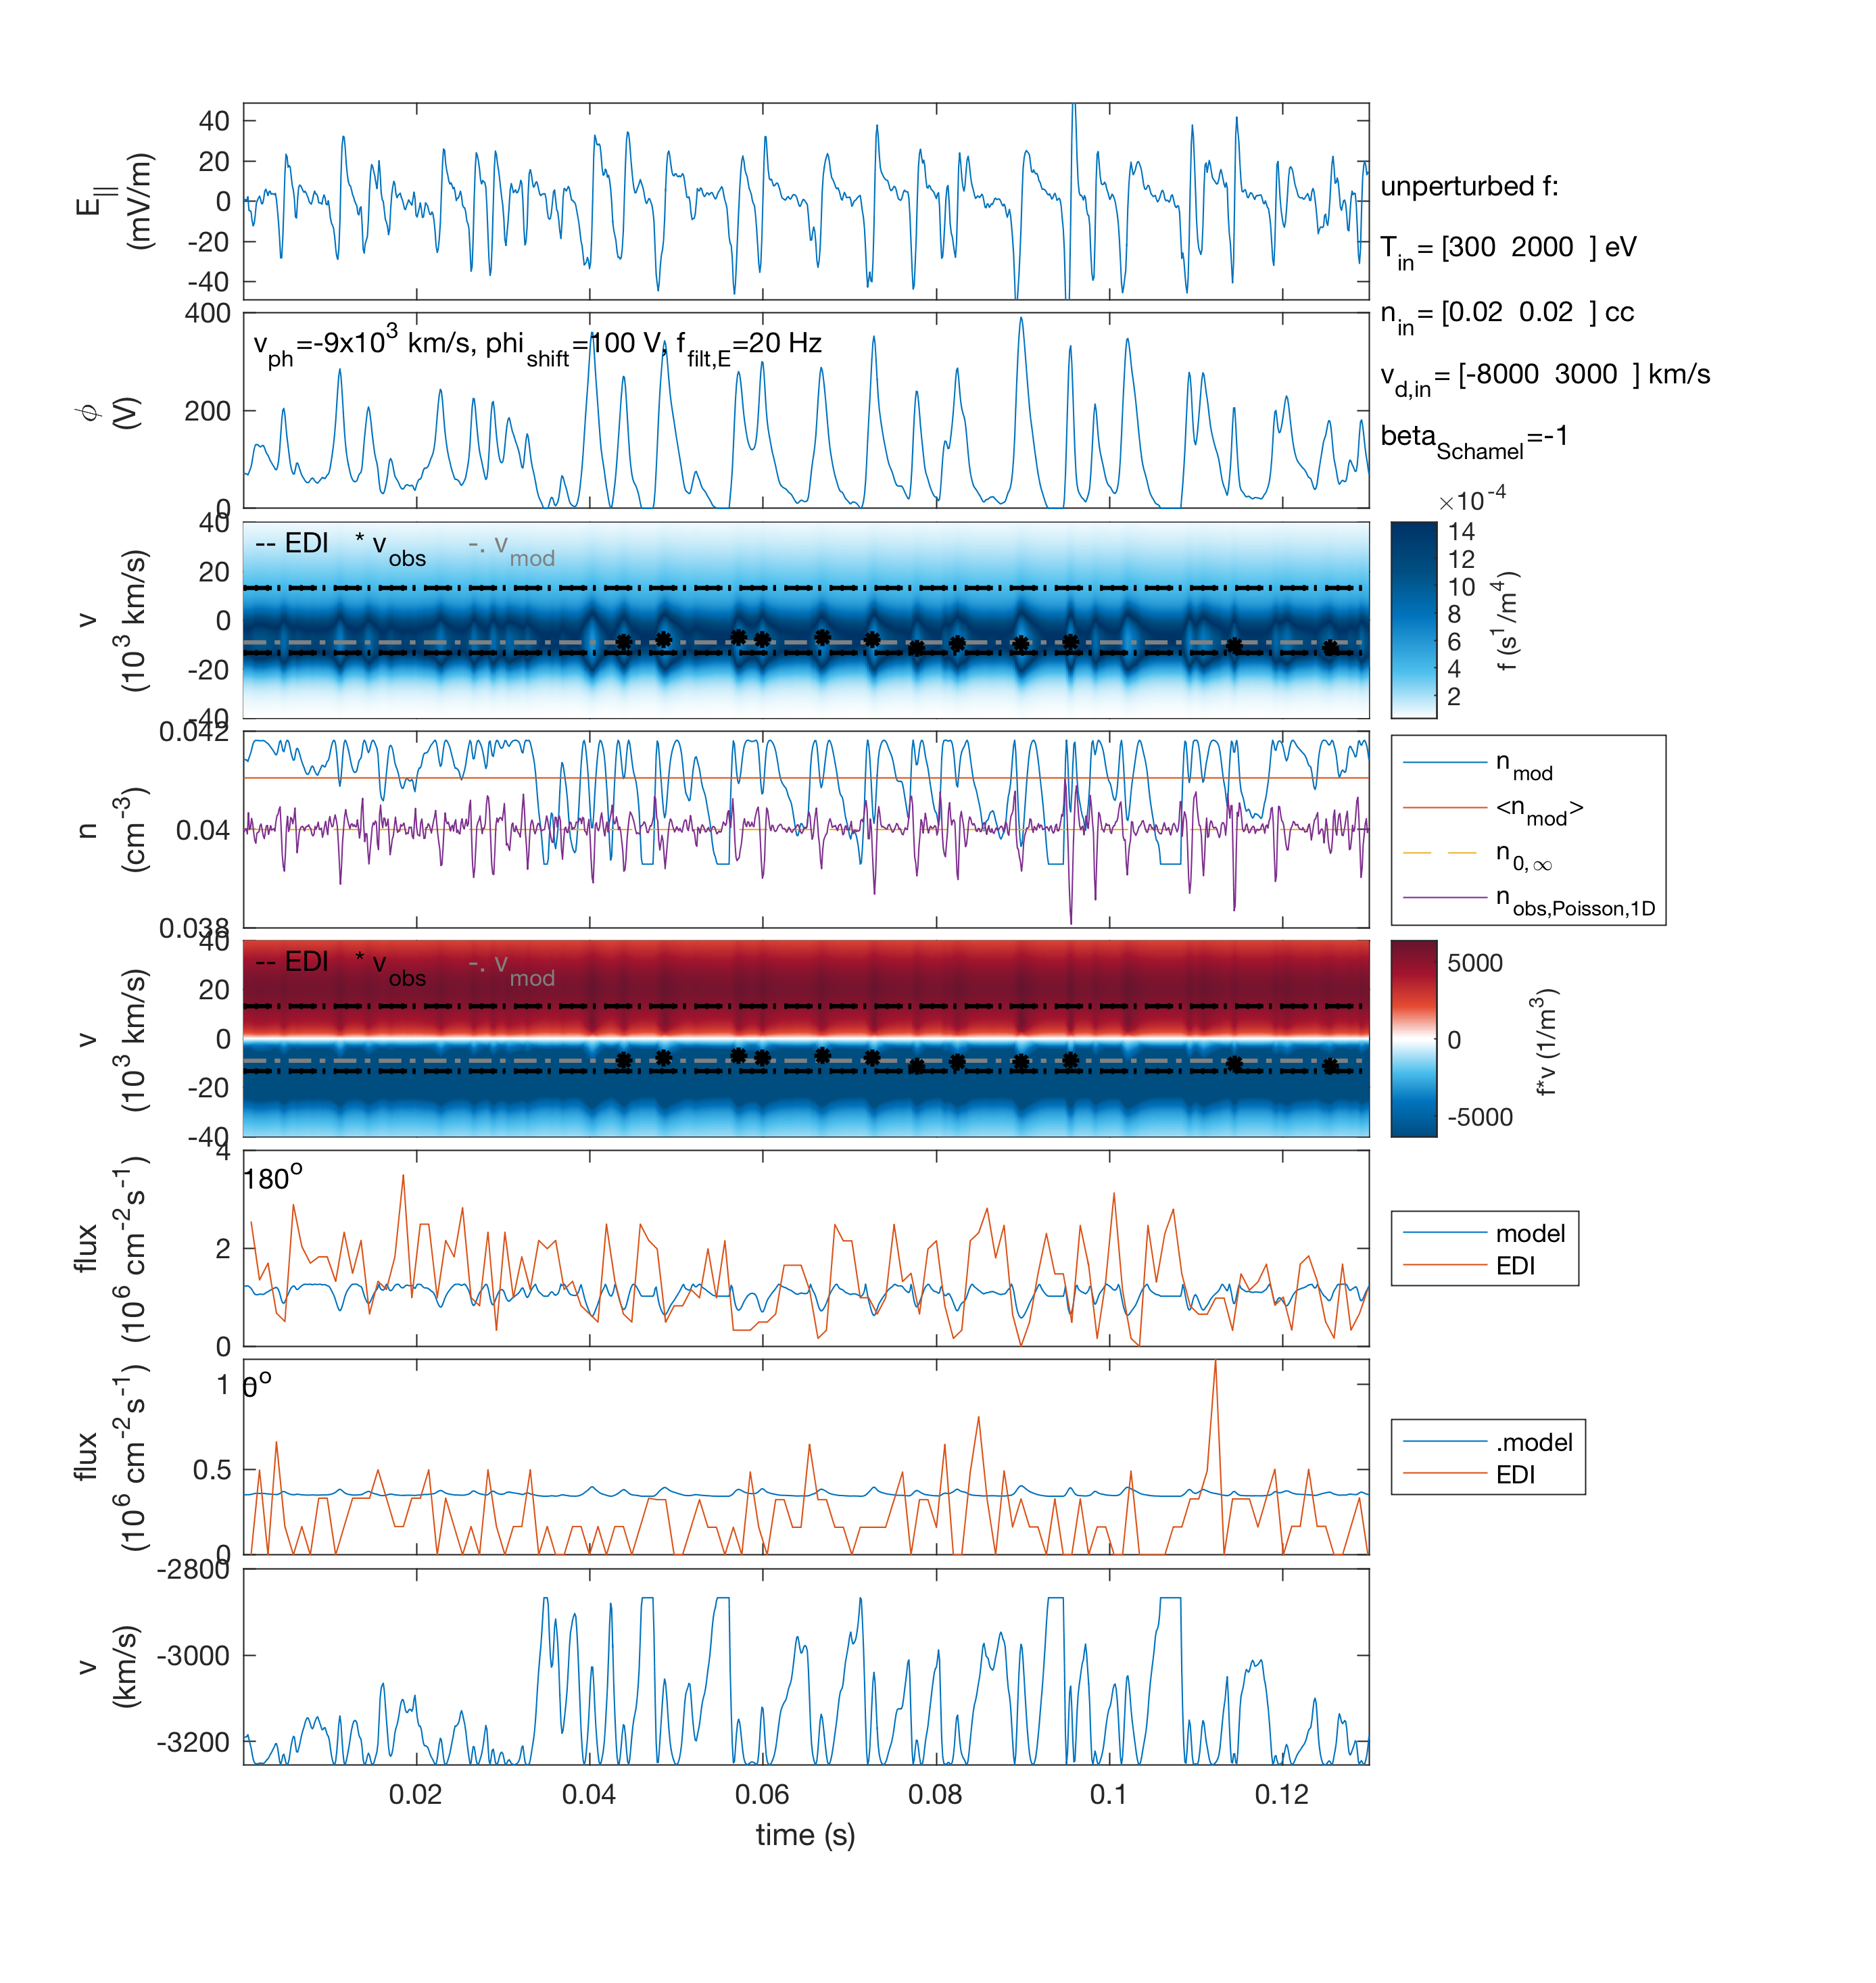 E||
(mV/m)
40
20
0
-20
-40
unperturbed f:
T_in= [300 2000 ] eV
n_in= [0.02 0.02 ] cc
v_d,in= [-8000 3000 ] km/s
beta_Schamel=-1
ϕ
(V)
400
200
0
v_ph=-9x10^3 km/s, phi_shift=100 V, f_filt,E=20 Hz
v
(10^3 km/s)
40
20
0
-20
-40
-- EDI * v_obs -. v_mod
×10^-4
14
12
10
8
6
4
2
f (s^1/m^4)
n
(cm^-3)
0.042
0.04
0.038
n_mod
<n_mod>
n_0,∞
n_obs,Poisson,1D
v
(10^3 km/s)
40
20
0
-20
-40
-- EDI * v_obs -. v_mod
5000
0
-5000
f*v (1/m^3)
flux
(10^6 cm^-2 s^-1)
4
2
0
180^o
model
EDI
flux
(10^6 cm^-2 s^-1)
1
0.5
0
0^o
.model
EDI
v
(km/s)
-2800
-3000
-3200
0.02 0.04 0.06 0.08 0.1 0.12
time (s)